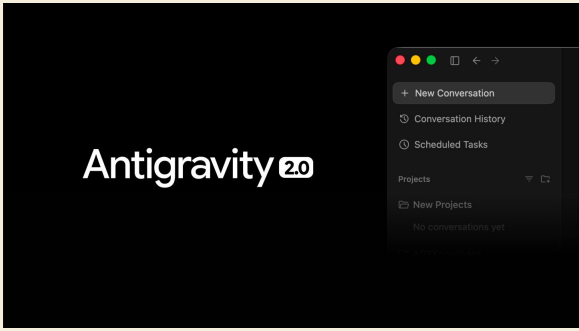 Antigravity 2.0
New Conversation
Conversation History
Scheduled Tasks
Projects
New Projects
No conversations yet